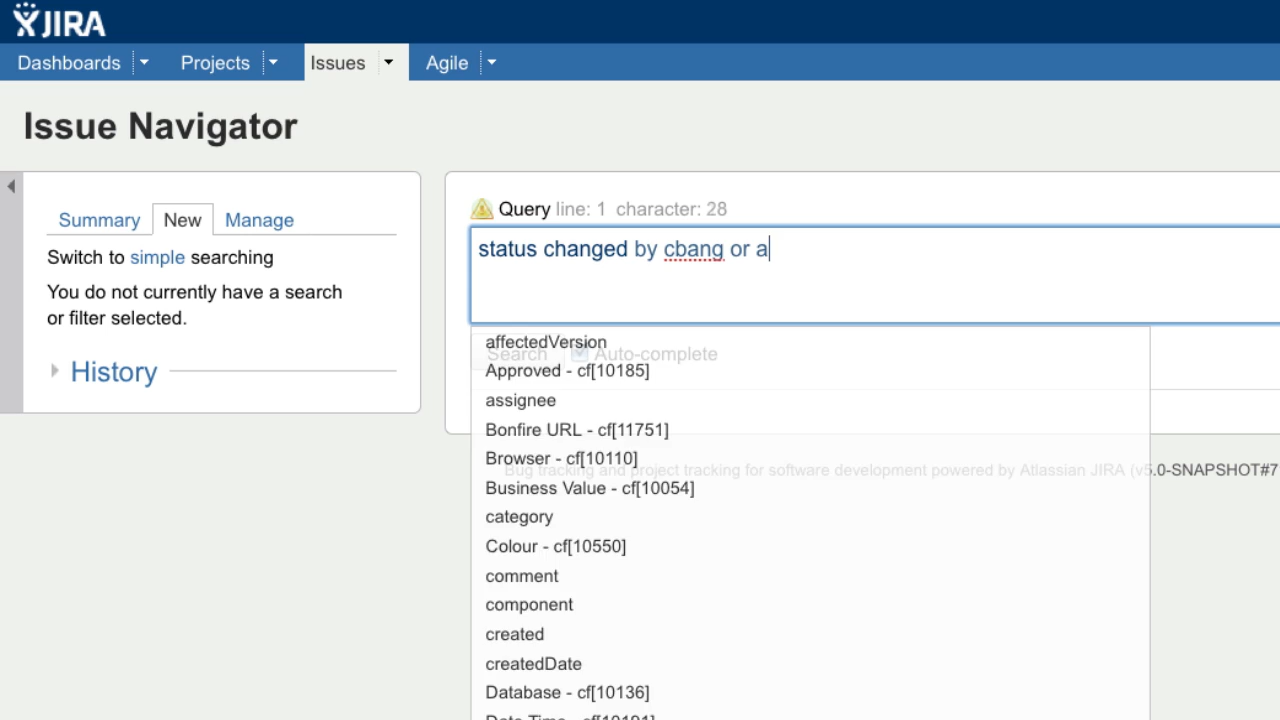 JIRA
Dashboards Projects Issues Agile
Issue Navigator
Summary New Manage
Switch to simple searching
You do not currently have a search
or filter selected.
History
Query line: 1 character: 28
status changed by cbang or a
Search Auto-complete
affectedVersion
Approved - cf[10185]
assignee
Bonfire URL - cf[11751]
Browser - cf[10110]
Bug tracking and project tracking for software development powered by Atlassian JIRA (v5.0-SNAPSHOT#7
Business Value - cf[10054]
category
Colour - cf[10550]
comment
component
created
createdDate
Database - cf[10136]